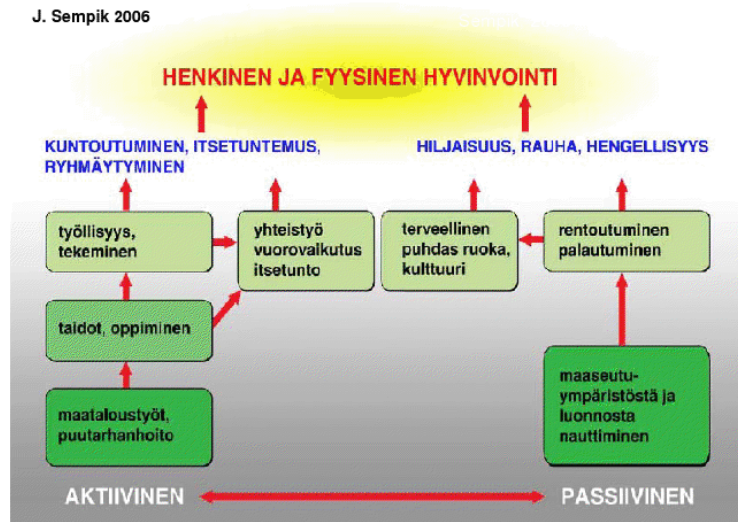 J. Sempik 2006
HENKINEN JA FYYSINEN HYVINVOINTI
KUNTOUTUMINEN, ITSETUNTEMUS,
RYHMÄYTYMINEN
HILJAISUUS, RAUHA, HENGELLISYYS
työllisyys,
tekeminen
yhteistyö
vuorovaikutus
itsetunto
terveellinen
puhdas ruoka,
kulttuuri
rentoutuminen
palautuminen
taidot, oppiminen
maataloustyöt,
puutarhanhoito
maaseutu-
ympäristöstä ja
luonnosta
nauttiminen
AKTIIVINEN
PASSIIVINEN